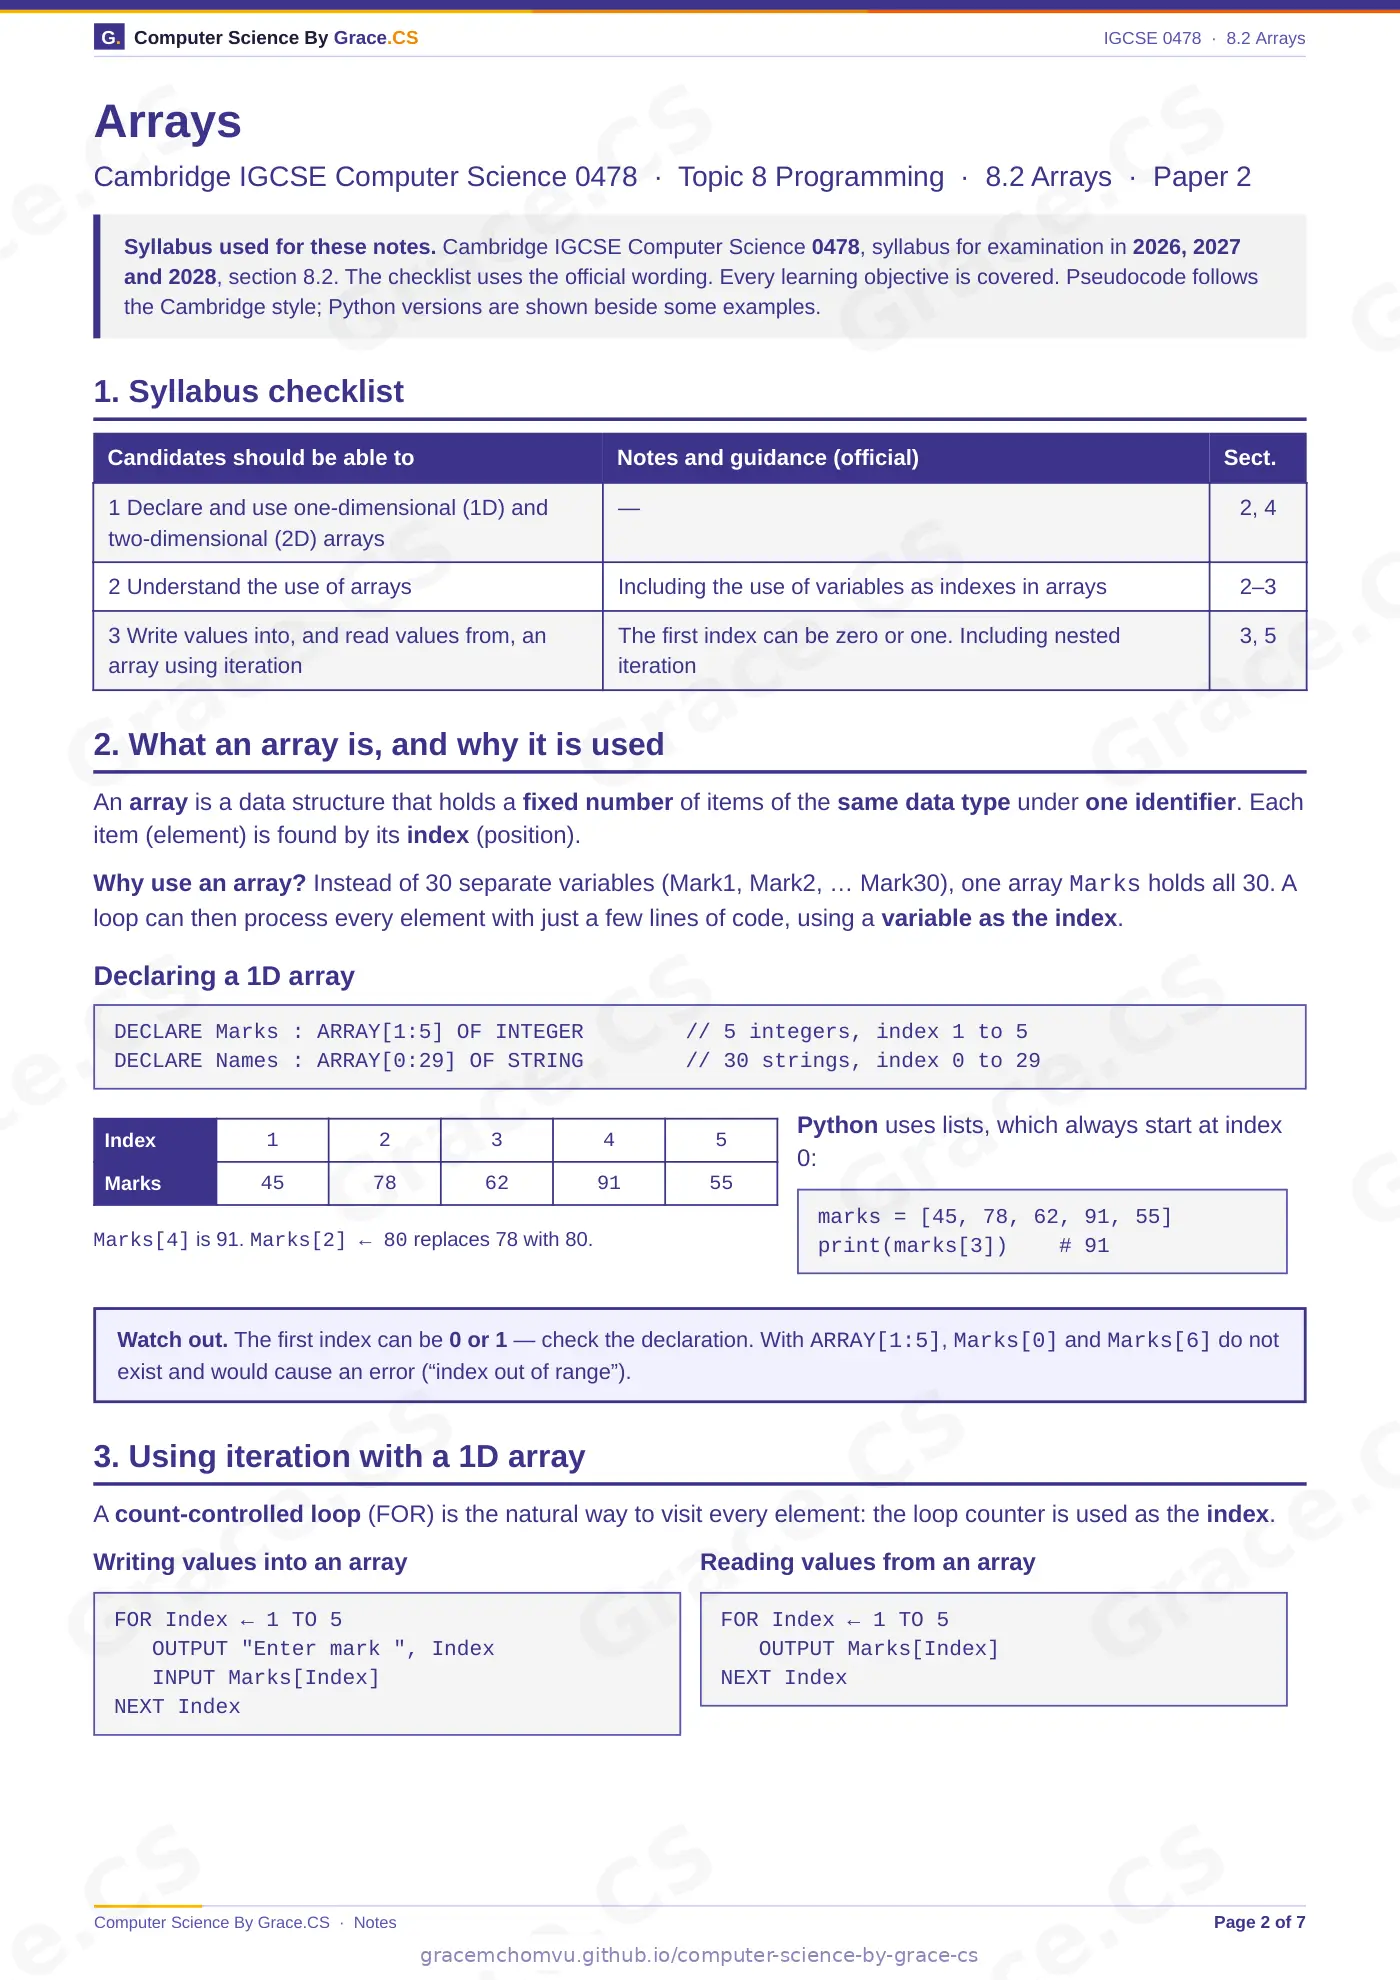 G. Computer Science By Grace.CS
IGCSE 0478 · 8.2 Arrays
Arrays
Cambridge IGCSE Computer Science 0478 · Topic 8 Programming · 8.2 Arrays · Paper 2
Syllabus used for these notes. Cambridge IGCSE Computer Science 0478, syllabus for examination in 2026, 2027
and 2028, section 8.2. The checklist uses the official wording. Every learning objective is covered. Pseudocode follows
the Cambridge style; Python versions are shown beside some examples.
1. Syllabus checklist
Candidates should be able to Notes and guidance (official) Sect.
1 Declare and use one-dimensional (1D) and
two-dimensional (2D) arrays
—
2, 4
2 Understand the use of arrays Including the use of variables as indexes in arrays 2–3
3 Write values into, and read values from, an
array using iteration
The first index can be zero or one. Including nested
iteration
3, 5
2. What an array is, and why it is used
An array is a data structure that holds a fixed number of items of the same data type under one identifier. Each
item (element) is found by its index (position).
Why use an array? Instead of 30 separate variables (Mark1, Mark2, … Mark30), one array Marks holds all 30. A
loop can then process every element with just a few lines of code, using a variable as the index.
Declaring a 1D array
DECLARE Marks : ARRAY[1:5] OF INTEGER // 5 integers, index 1 to 5
DECLARE Names : ARRAY[0:29] OF STRING // 30 strings, index 0 to 29
Index 1 2 3 4 5
Marks 45 78 62 91 55
Marks[4] is 91. Marks[2] ← 80 replaces 78 with 80.
Python uses lists, which always start at index
0:
marks = [45, 78, 62, 91, 55]
print(marks[3]) # 91
Watch out. The first index can be 0 or 1 — check the declaration. With ARRAY[1:5], Marks[0] and Marks[6] do not
exist and would cause an error (“index out of range”).
3. Using iteration with a 1D array
A count-controlled loop (FOR) is the natural way to visit every element: the loop counter is used as the index.
Writing values into an array
FOR Index ← 1 TO 5
OUTPUT "Enter mark ", Index
INPUT Marks[Index]
NEXT Index
Reading values from an array
FOR Index ← 1 TO 5
OUTPUT Marks[Index]
NEXT Index
Computer Science By Grace.CS · Notes
Page 2 of 7
gracemchomvu.github.io/computer-science-by-grace-cs
Grace.CS